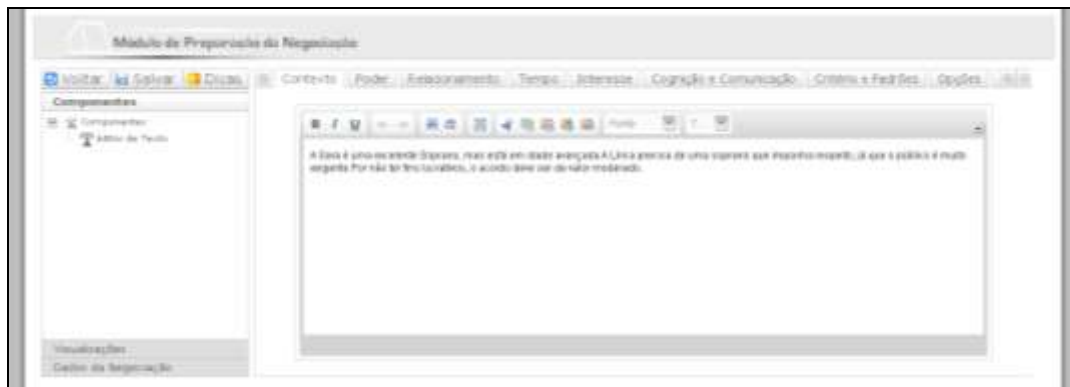 Módulo de Preparação da Negociação
Voltar Salvar Dicas Contexto Poder Relacionamento Tempo Interesse Cognição e Comunicação Critério e Padrões Opções
Componentes
Componentes
Editor de Texto
B I U Fonte T
A Sara é uma excelente Soprano, mas está em idade avançada. A Lírica precisa de uma soprano que imponha respeito, já que o público é muito
exigente. Por não ter fins lucrativos, o acordo deve ser de valor moderado.
Visualizações
Dados da Negociação